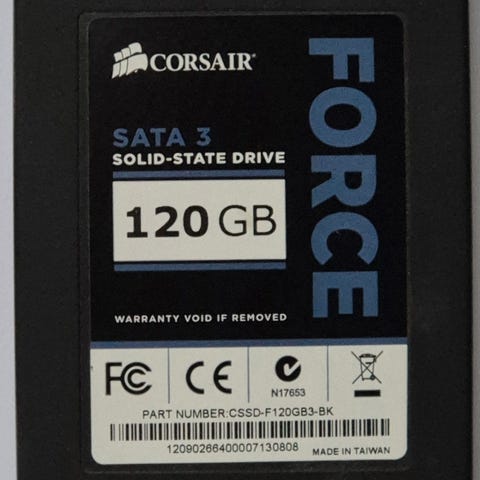 CORSAIR
FORCE
SATA 3
SOLID-STATE DRIVE
120 GB
WARRANTY VOID IF REMOVED
FC CE N17653
PART NUMBER:CSSD-F120GB3-BK
12090266400007130808
MADE IN TAIWAN